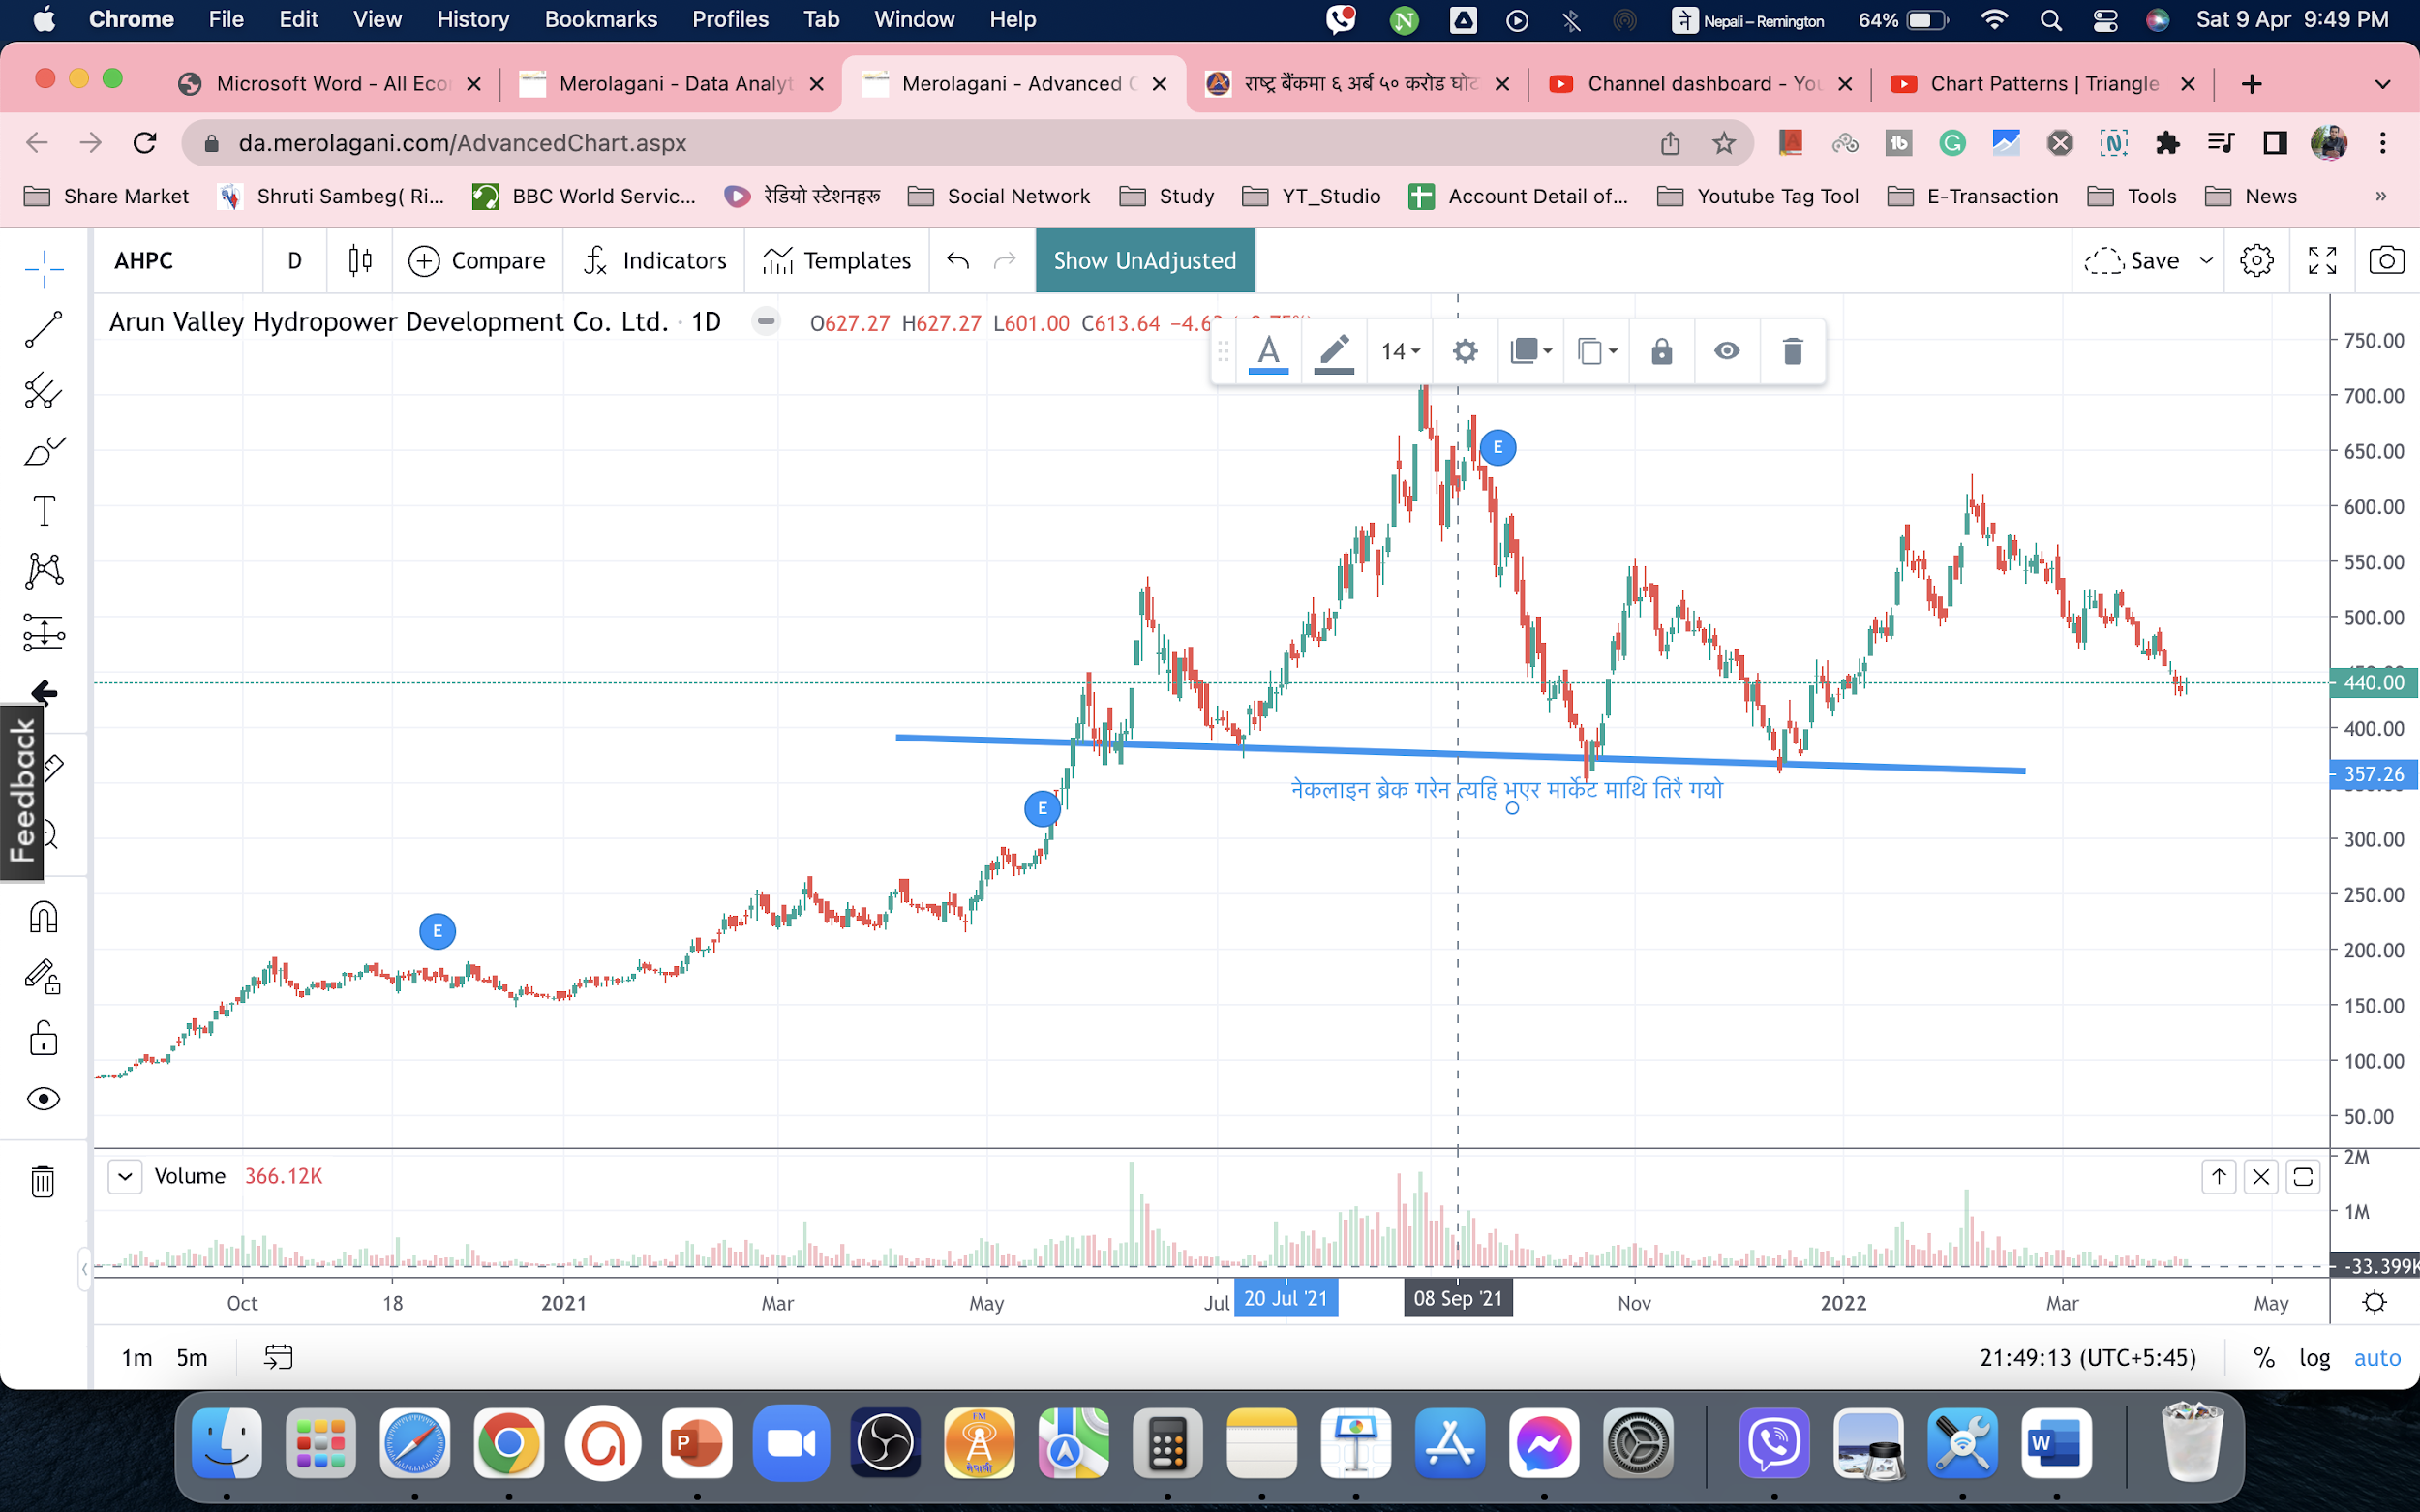 Chrome File Edit View History Bookmarks Profiles Tab Window Help N ने Nepali – Remington 64% Sat 9 Apr 9:49 PM
Microsoft Word - All Eco Merolagani - Data Analyt Merolagani - Advanced C राष्ट्र बैंकमा ६ अर्ब ५० करोड घोट Channel dashboard - You Chart Patterns | Triangle
da.merolagani.com/AdvancedChart.aspx
Share Market Shruti Sambeg( Ri... BBC World Servic... रेडियो स्टेशनहरू Social Network Study YT_Studio Account Detail of... Youtube Tag Tool E-Transaction Tools News »
AHPC D Compare Indicators Templates Show UnAdjusted Save
Arun Valley Hydropower Development Co. Ltd. · 1D O627.27 H627.27 L601.00 C613.64
A 14
750.00
700.00
650.00
E
600.00
550.00
500.00
440.00
400.00
357.26
नेकलाइन ब्रेक गरेन त्यहि भएर मार्केट माथि तिरै गयो
E
Feedback
300.00
250.00
E
200.00
150.00
100.00
50.00
Volume 366.12K
2M
1M
-33.399K
Oct 18 2021 Mar May Jul 20 Jul '21 08 Sep '21 Nov 2022 Mar May
1m 5m 21:49:13 (UTC+5:45) % log auto